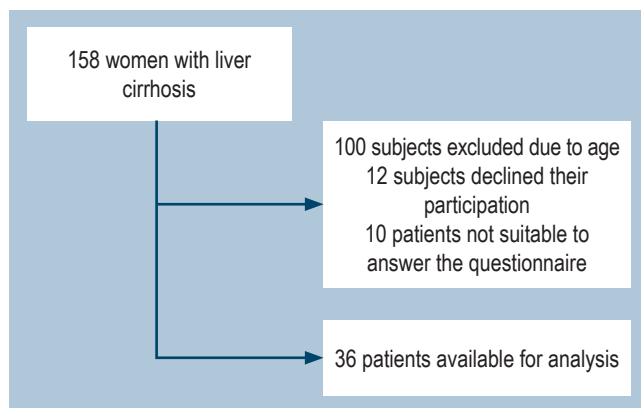 158 women with liver
cirrhosis
100 subjects excluded due to age
12 subjects declined their
participation
10 patients not suitable to
answer the questionnaire
36 patients available for analysis